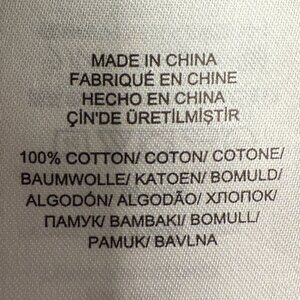 MADE IN CHINA
FABRIQUÉ EN CHINE
HECHO EN CHINA
ÇİN'DE ÜRETİLMİŞTİR
100% COTTON/ COTON/ COTONE/
BAUMWOLLE/ KATOEN/ BOMULD/
ALGODÓN/ ALGODÃO/ ХЛОПОК/
ПАМУК/ BAMBAKI/ BOMULL/
PAMUK/ BAVLNA